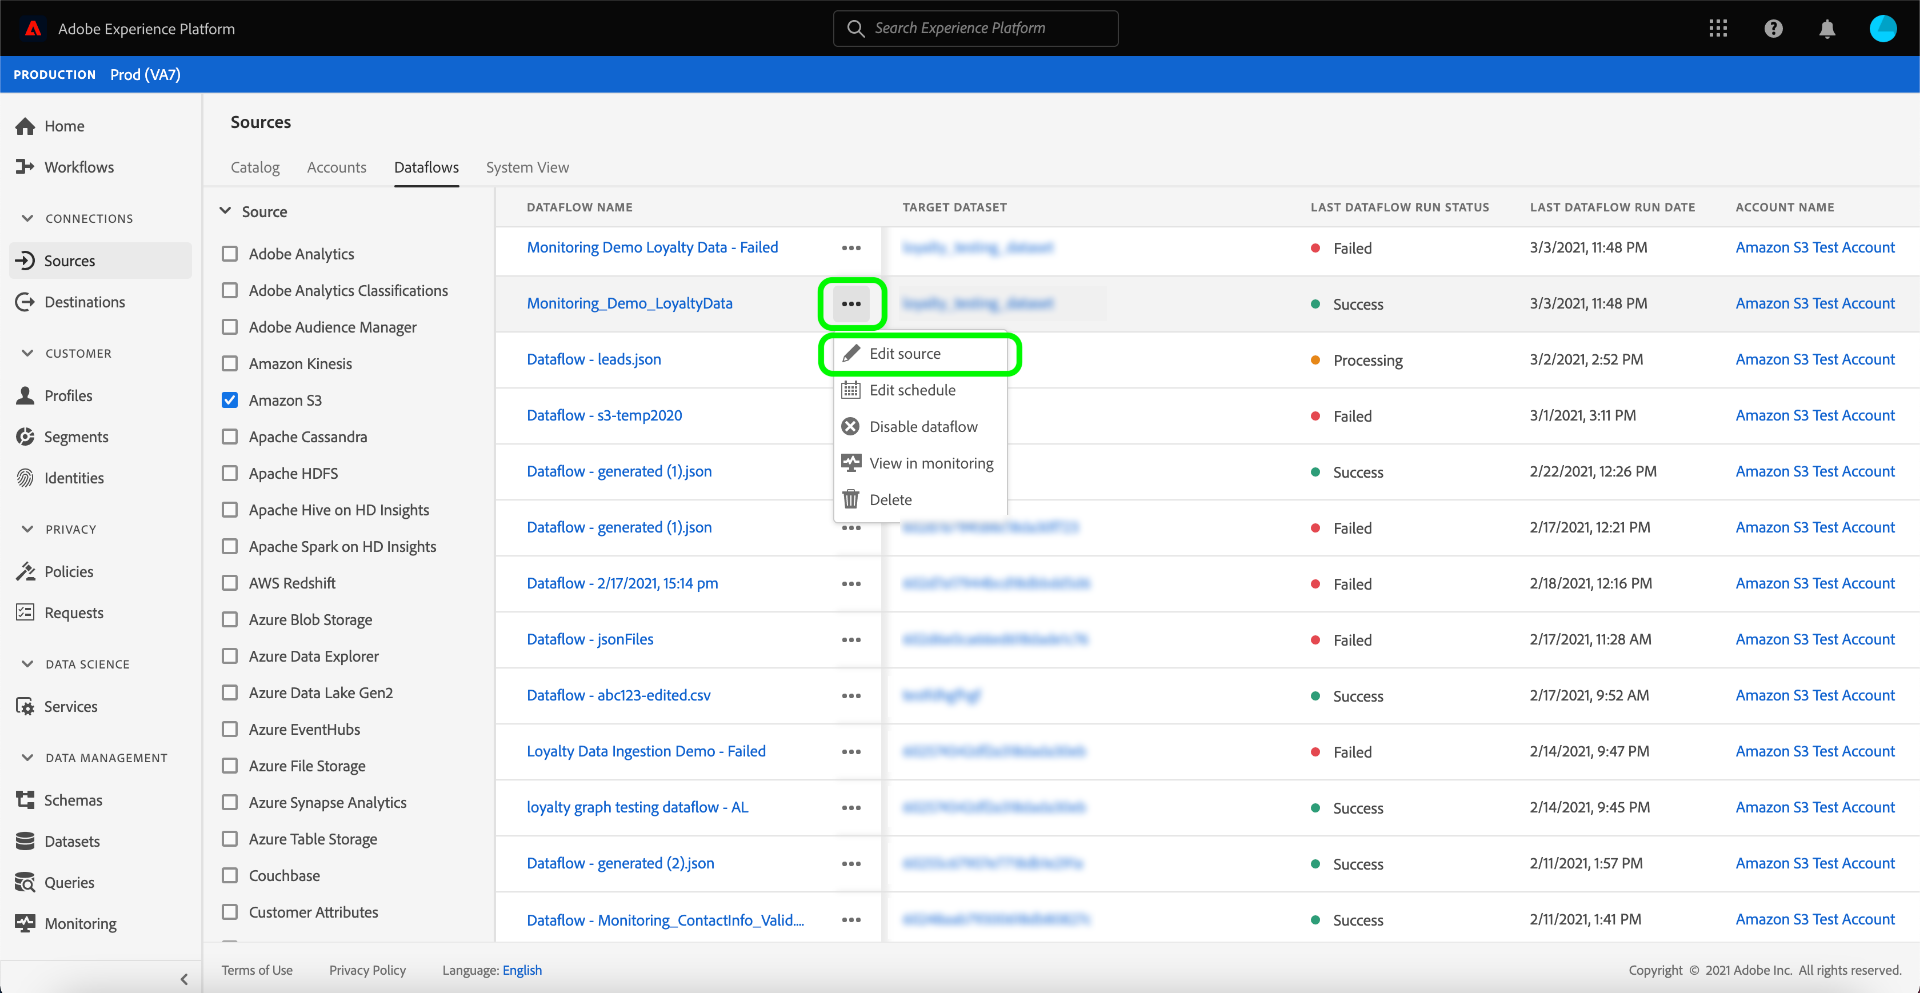 Adobe Experience Platform
Search Experience Platform
PRODUCTION Prod (VA7)
Home
Workflows
CONNECTIONS
Sources
Destinations
CUSTOMER
Profiles
Segments
Identities
PRIVACY
Policies
Requests
DATA SCIENCE
Services
DATA MANAGEMENT
Schemas
Datasets
Queries
Monitoring
Sources
Catalog Accounts Dataflows System View
Source
Adobe Analytics
Adobe Analytics Classifications
Adobe Audience Manager
Amazon Kinesis
Amazon S3
Apache Cassandra
Apache HDFS
Apache Hive on HD Insights
Apache Spark on HD Insights
AWS Redshift
Azure Blob Storage
Azure Data Explorer
Azure Data Lake Gen2
Azure EventHubs
Azure File Storage
Azure Synapse Analytics
Azure Table Storage
Couchbase
Customer Attributes
DATAFLOW NAME TARGET DATASET LAST DATAFLOW RUN STATUS LAST DATAFLOW RUN DATE ACCOUNT NAME
Monitoring Demo Loyalty Data - Failed Failed 3/3/2021, 11:48 PM Amazon S3 Test Account
Monitoring_Demo_LoyaltyData Success 3/3/2021, 11:48 PM Amazon S3 Test Account
Dataflow - leads.json Processing 3/2/2021, 2:52 PM Amazon S3 Test Account
Dataflow - s3-temp2020 Failed 3/1/2021, 3:11 PM Amazon S3 Test Account
Dataflow - generated (1).json Success 2/22/2021, 12:26 PM Amazon S3 Test Account
Dataflow - generated (1).json Failed 2/17/2021, 12:21 PM Amazon S3 Test Account
Dataflow - 2/17/2021, 15:14 pm Failed 2/18/2021, 12:16 PM Amazon S3 Test Account
Dataflow - jsonFiles Failed 2/17/2021, 11:28 AM Amazon S3 Test Account
Dataflow - abc123-edited.csv Success 2/17/2021, 9:52 AM Amazon S3 Test Account
Loyalty Data Ingestion Demo - Failed Failed 2/14/2021, 9:47 PM Amazon S3 Test Account
loyalty graph testing dataflow - AL Success 2/14/2021, 9:45 PM Amazon S3 Test Account
Dataflow - generated (2).json Success 2/11/2021, 1:57 PM Amazon S3 Test Account
Dataflow - Monitoring_ContactInfo_Valid.... Success 2/11/2021, 1:41 PM Amazon S3 Test Account
Edit source
Edit schedule
Disable dataflow
View in monitoring
Delete
Terms of Use Privacy Policy Language: English
Copyright © 2021 Adobe Inc. All rights reserved.